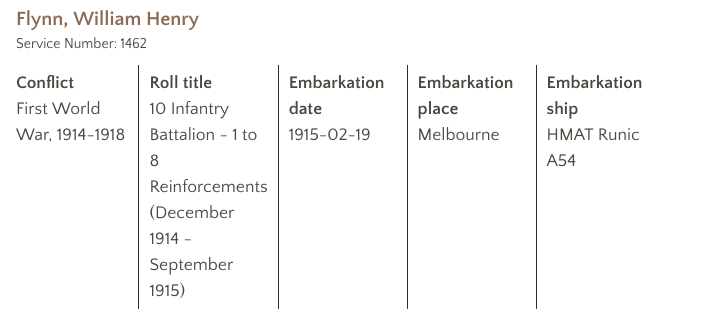 Flynn, William Henry
Service Number: 1462
Conflict
First World
War, 1914-1918
Roll title
10 Infantry
Battalion - 1 to
8
Reinforcements
(December
1914 -
September
1915)
Embarkation
date
1915-02-19
Embarkation
place
Melbourne
Embarkation
ship
HMAT Runic
A54